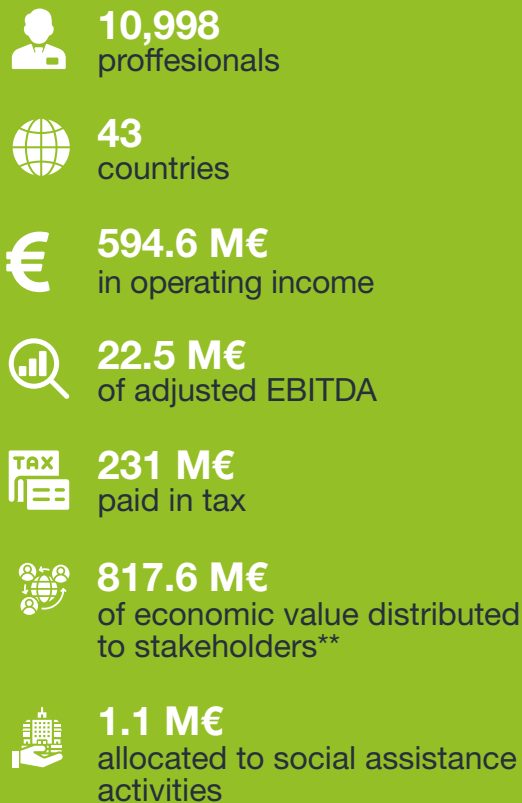 10,998
proffesionals
43
countries
€
594.6 M€
in operating income
22.5 M€
of adjusted EBITDA
TAX
231 M€
paid in tax
817.6 M€
of economic value distributed
to stakeholders**
1.1 M€
allocated to social assistance
activities